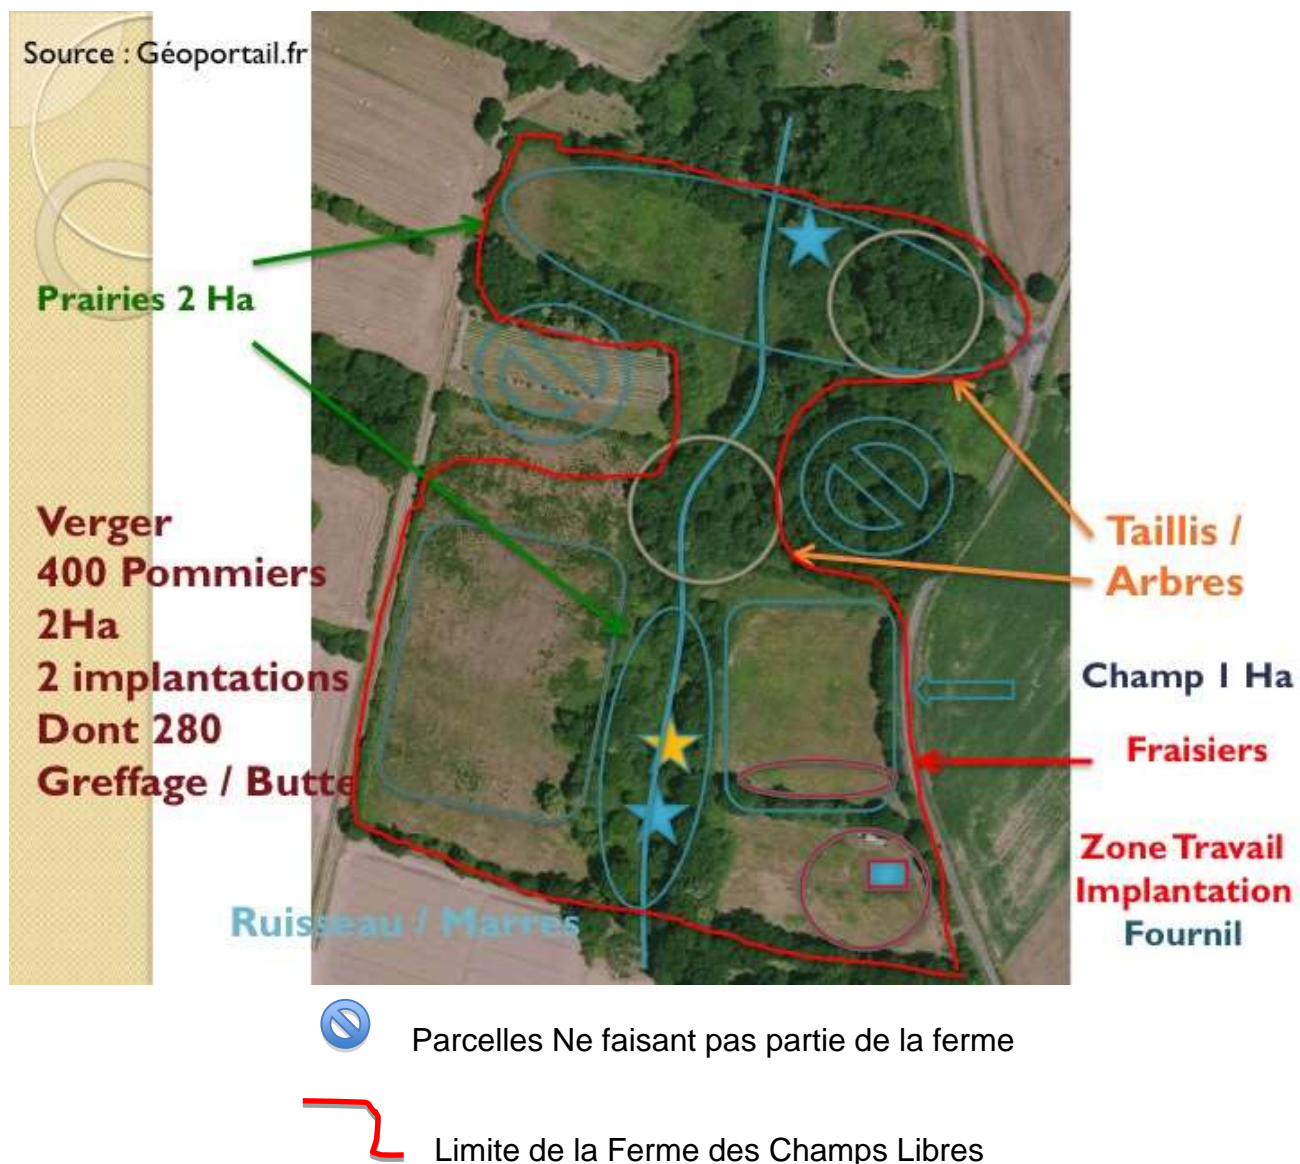 Source : Géoportail.fr
Prairies 2 Ha
Verger
400 Pommiers
2Ha
2 implantations
Dont 280
Greffage / Butte
Ruisseau / Marres
Taillis /
Arbres
Champ 1 Ha
Fraisiers
Zone Travail
Implantation
Fournil
Parcelles Ne faisant pas partie de la ferme
Limite de la Ferme des Champs Libres